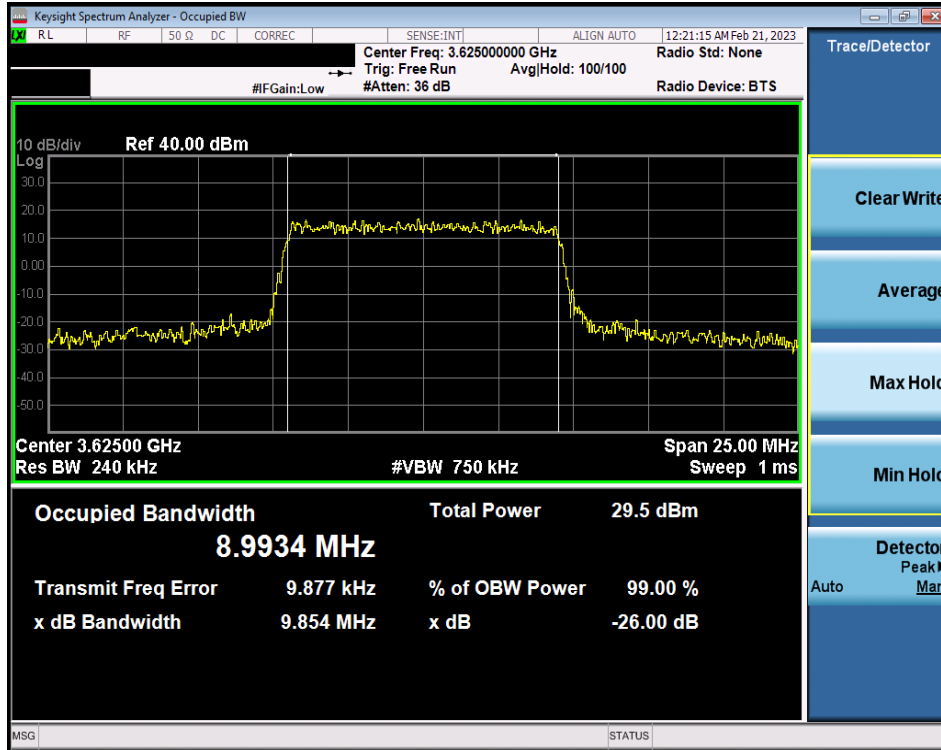 Keysight Spectrum Analyzer - Occupied BW
LXI RL RF 50 Ω DC CORREC SENSE:INT ALIGN AUTO 12:21:15 AM Feb 21, 2023
Center Freq: 3.625000000 GHz Radio Std: None
Trig: Free Run Avg|Hold: 100/100
#IFGain:Low #Atten: 36 dB Radio Device: BTS
10 dB/div Ref 40.00 dBm
Log
30.0
20.0
10.0
0.00
-10.0
-20.0
-30.0
-40.0
-50.0
Center 3.62500 GHz Span 25.00 MHz
Res BW 240 kHz #VBW 750 kHz Sweep 1 ms
Occupied Bandwidth Total Power 29.5 dBm
8.9934 MHz
Transmit Freq Error 9.877 kHz % of OBW Power 99.00 %
x dB Bandwidth 9.854 MHz x dB -26.00 dB
MSG STATUS
Trace/Detector
Clear Write
Average
Max Hold
Min Hold
Detector
Peak
Auto Man